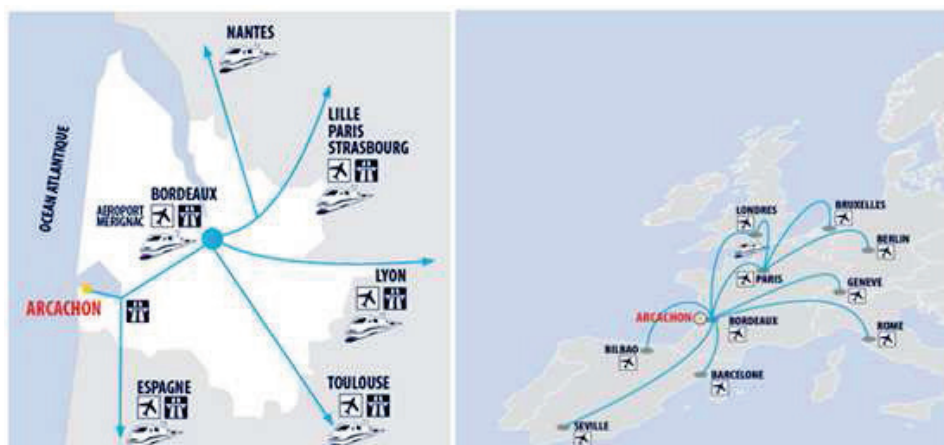 NANTES
LILLE
PARIS
STRASBOURG
OCEAN ATLANTIQUE
BORDEAUX
AEROPORT
MERIGNAC
LYON
ARCACHON
ESPAGNE
TOULOUSE
LONDRES
BRUXELLES
BERLIN
PARIS
GENEVE
ARCACHON
BORDEAUX
ROME
BILBAO
BARCELONE
SEVILLE